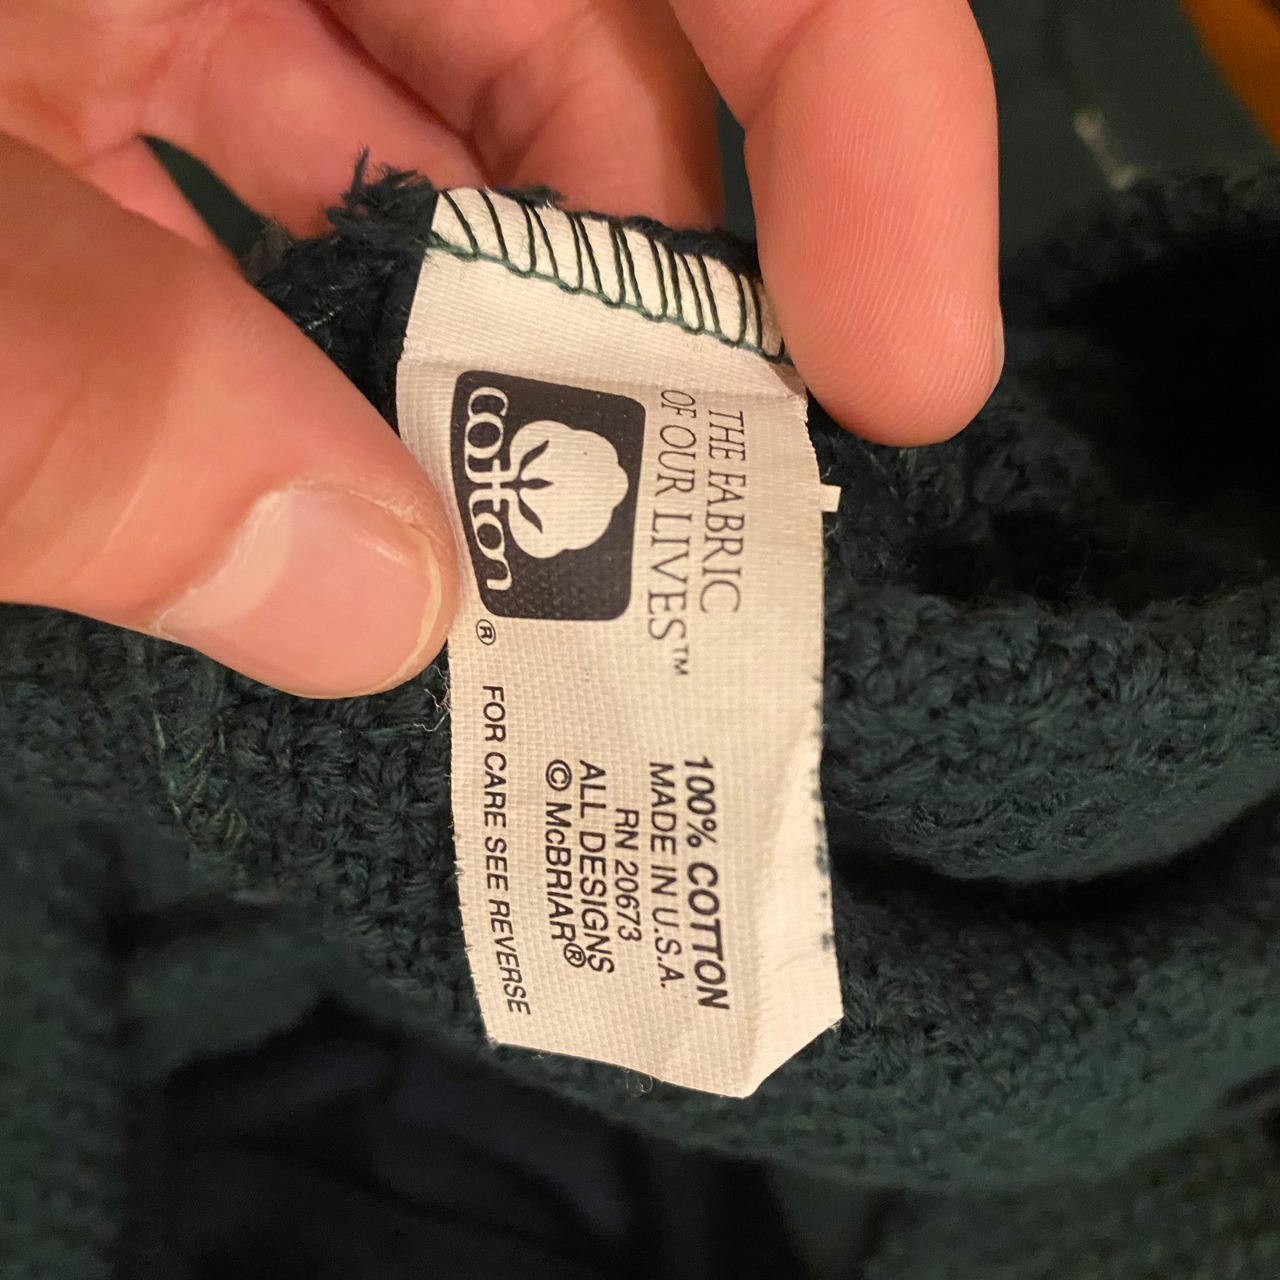 THE FABRIC
OF OUR LIVES™
cotton
®
100% COTTON
MADE IN U.S.A.
RN 20673
ALL DESIGNS
© McBRIAR®
FOR CARE SEE REVERSE